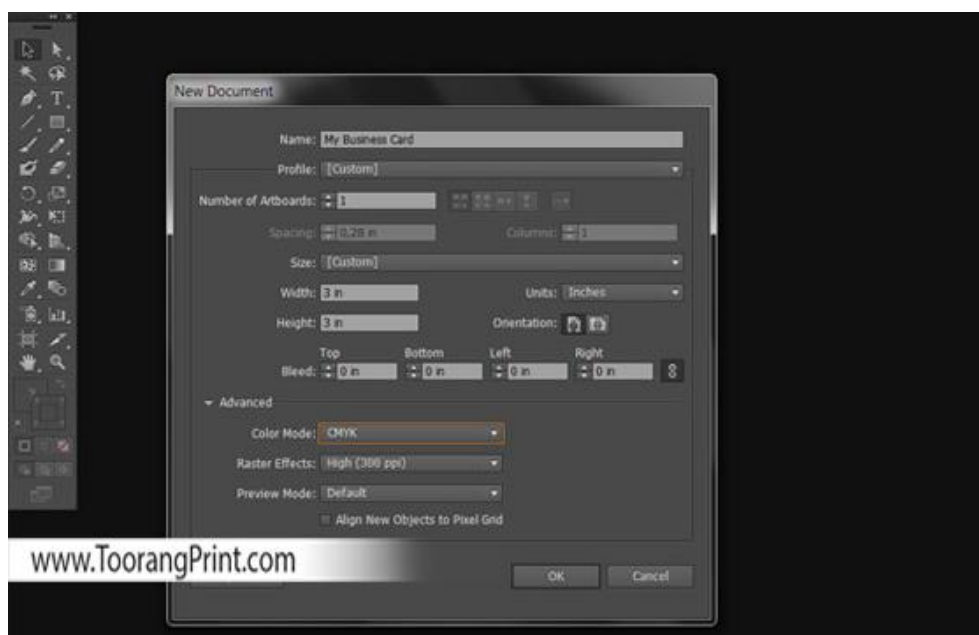 New Document
Name: My Business Card
Profile: [Custom]
Number of Artboards: 1
Spacing: 0,28 in Columns: 1
Size: [Custom]
Width: 3 in Units: Inches
Height: 3 in Orientation:
Top Bottom Left Right
Bleed: 0 in 0 in 0 in 0 in
Advanced
Color Mode: CMYK
Raster Effects: High (300 ppi)
Preview Mode: Default
Align New Objects to Pixel Grid
www.ToorangPrint.com
OK Cancel